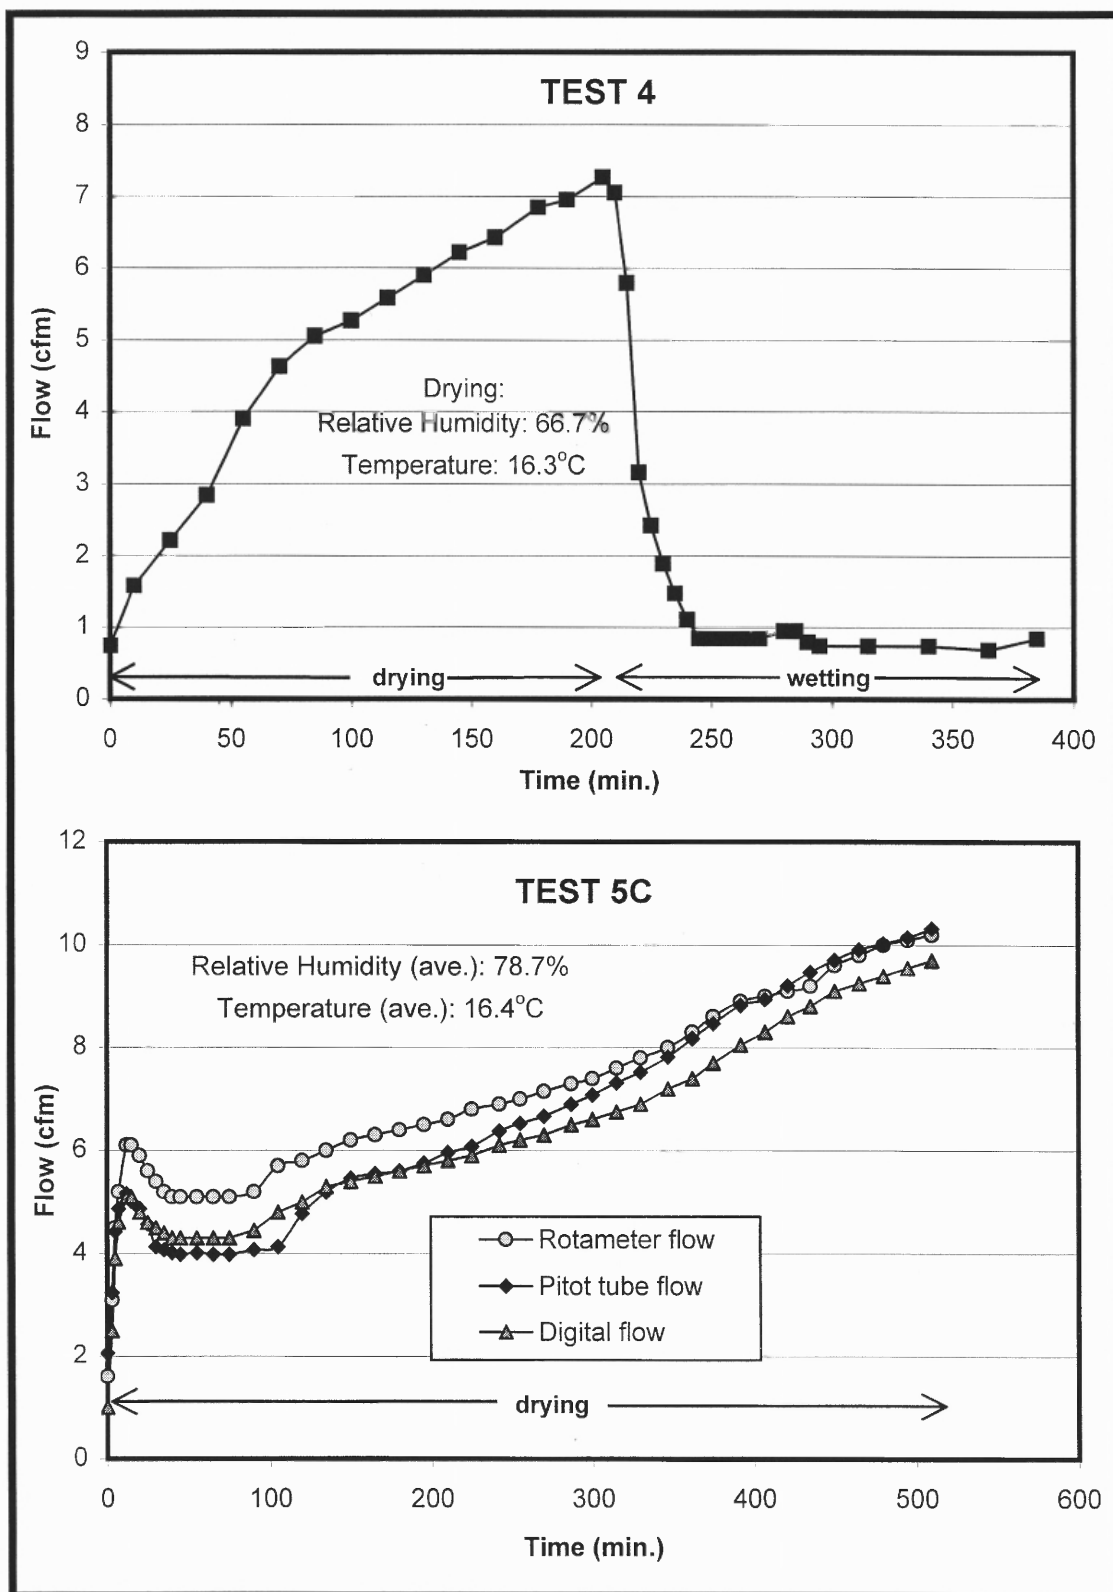 9
TEST 4
8
7
6
5
4
3
2
1
0
Flow (cfm)
Drying:
Relative Humidity: 66.7%
Temperature: 16.3°C
drying
wetting
0 50 100 150 200 250 300 350 400
Time (min.)
12
TEST 5C
10
8
6
4
2
0
Flow (cfm)
Relative Humidity (ave.): 78.7%
Temperature (ave.): 16.4°C
Rotameter flow
Pitot tube flow
Digital flow
drying
0 100 200 300 400 500 600
Time (min.)